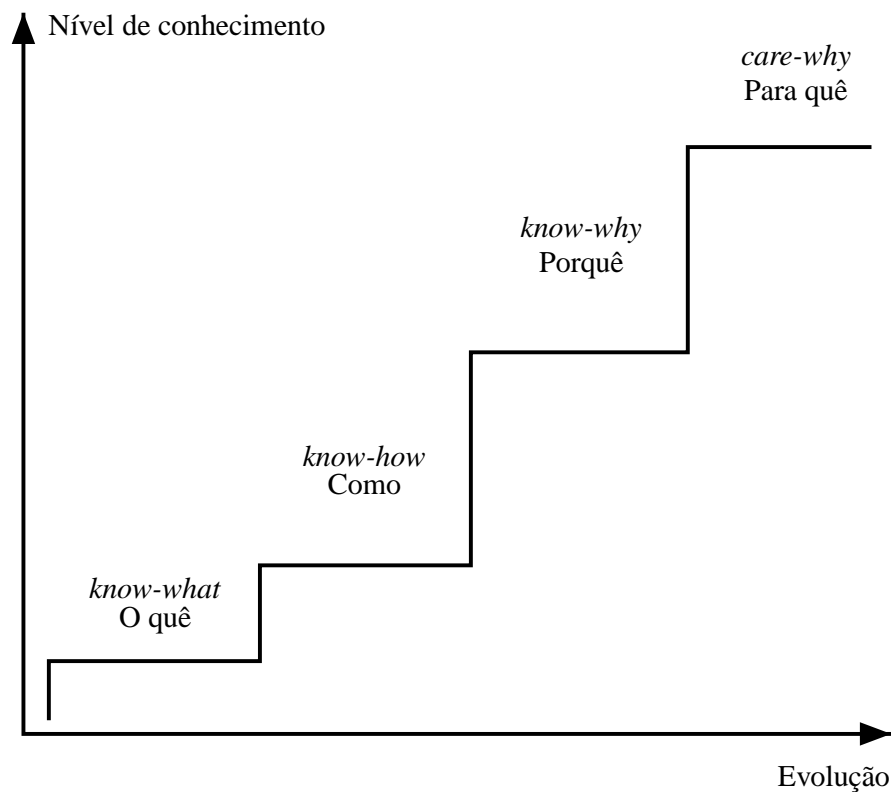 Nível de conhecimento
care-why
Para quê
know-why
Porquê
know-how
Como
know-what
O quê
Evolução